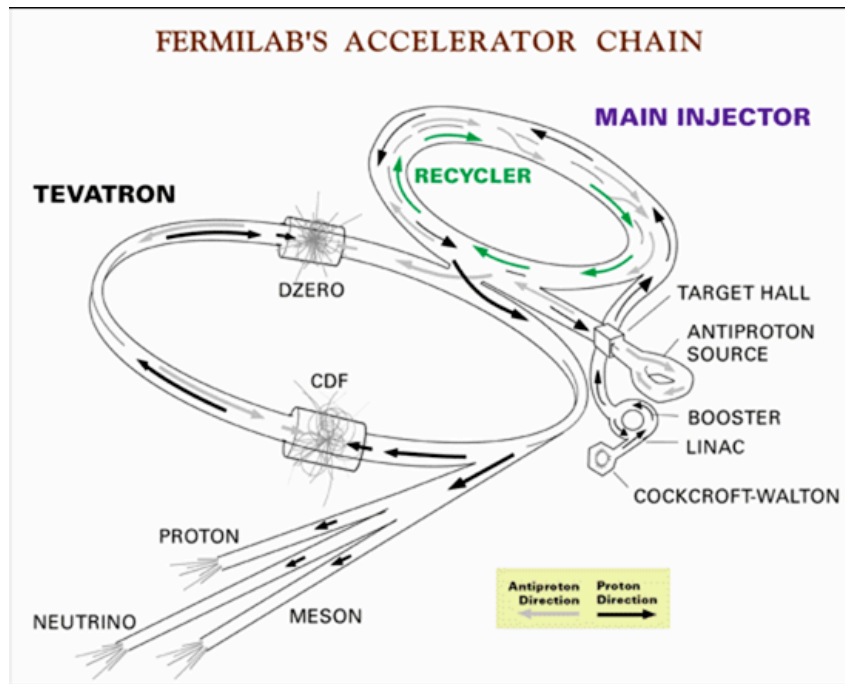 FERMILAB'S ACCELERATOR CHAIN
MAIN INJECTOR
RECYCLER
TEVATRON
DZERO
TARGET HALL
ANTIPROTON
SOURCE
CDF
BOOSTER
LINAC
COCKCROFT-WALTON
PROTON
NEUTRINO
MESON
Antiproton
Direction
Proton
Direction